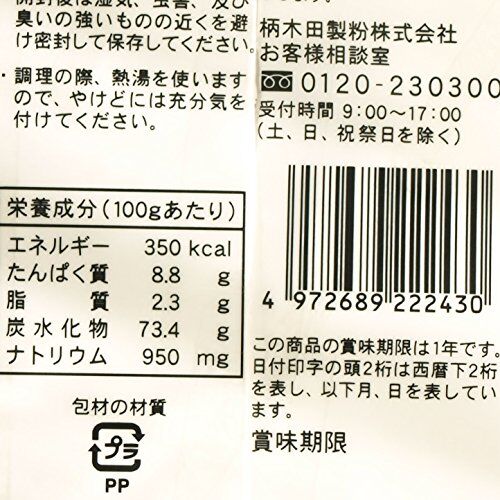 開封後は湿気、虫害、及び
臭いの強いものの近くを避
け密封して保存してください。
・調理の際、熱湯を使います
ので、やけどには充分気を
付けてください。
栄養成分(100gあたり)
エネルギー 350 kcal
たんぱく質 8.8 g
脂 質 2.3 g
炭水化物 73.4 g
ナトリウム 950 mg
包材の材質
プラ
PP
柄木田製粉株式会社
お客様相談室
0120-230300
受付時間 9:00〜17:00
(土、日、祝祭日を除く)
4 972689 222430
この商品の賞味期限は1年です。
日付印字の頭2桁は西暦下2桁
を表し、以下月、日を表してい
ます。
賞味期限